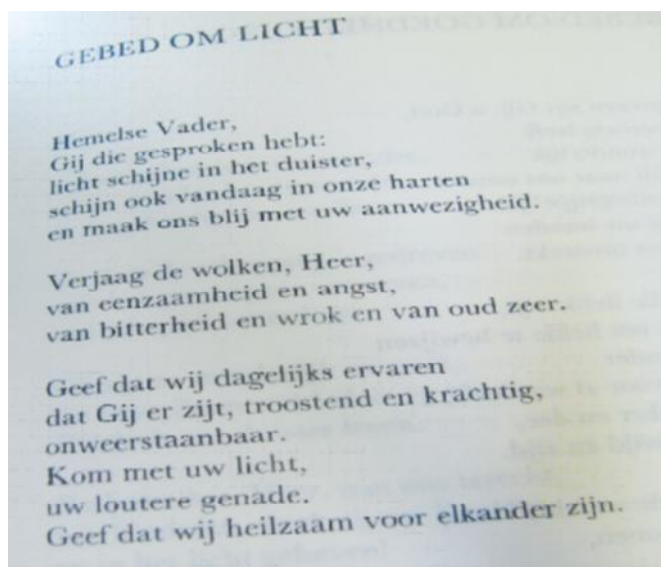 GEBED OM LICHT
Hemelse Vader,
Gij die gesproken hebt:
licht schijne in het duister,
schijn ook vandaag in onze harten
en maak ons blij met uw aanwezigheid.
Verjaag de wolken, Heer,
van eenzaamheid en angst,
van bitterheid en wrok en van oud zeer.
Geef dat wij dagelijks ervaren
dat Gij er zijt, troostend en krachtig,
onweerstaanbaar.
Kom met uw licht,
uw loutere genade.
Geef dat wij heilzaam voor elkander zijn.